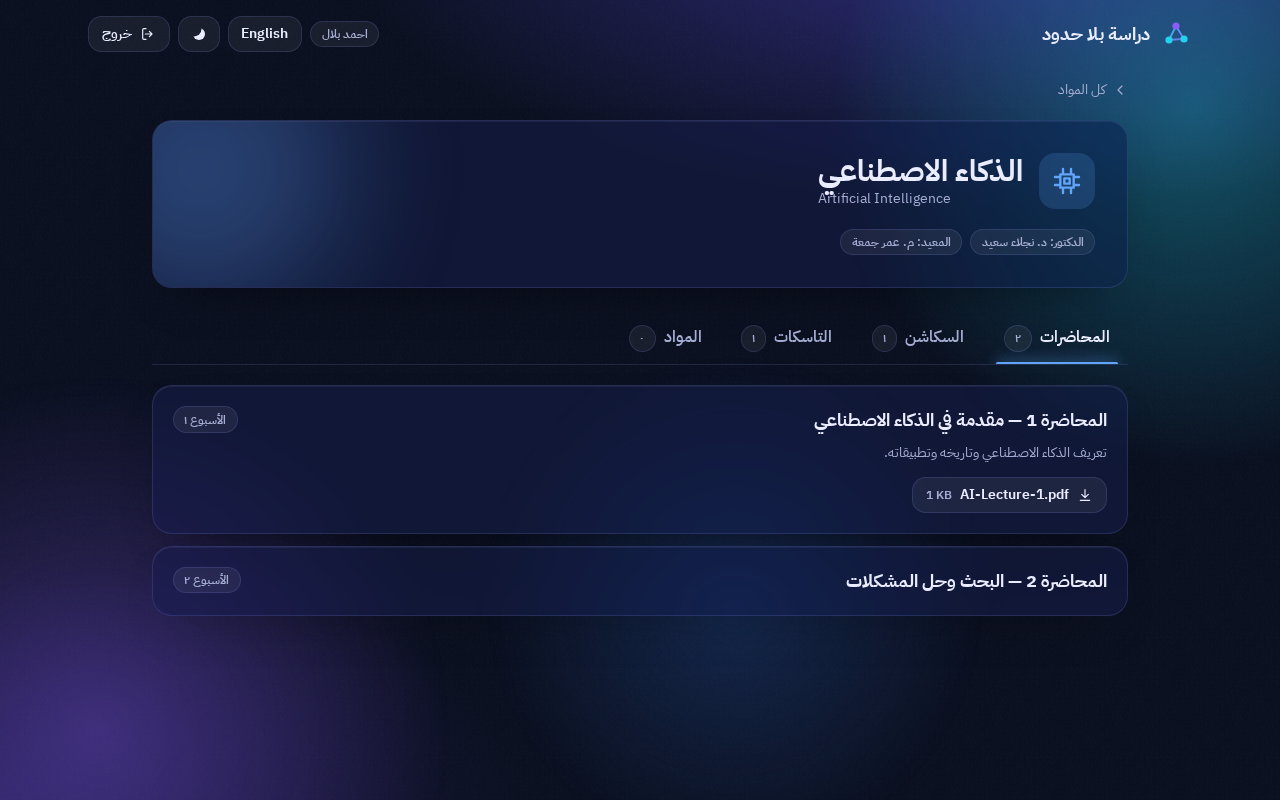 دراسة بلا حدود
احمد بلال
English
خروج
كل المواد
الذكاء الاصطناعي
Artificial Intelligence
الدكتور: د. نجلاء سعيد
المعيد: م. عمر جمعة
المحاضرات ٢
السكاشن ١
التاسكات ١
المواد ٠
المحاضرة 1 — مقدمة في الذكاء الاصطناعي
الأسبوع ١
تعريف الذكاء الاصطناعي وتاريخه وتطبيقاته.
AI-Lecture-1.pdf 1 KB
المحاضرة 2 — البحث وحل المشكلات
الأسبوع ٢